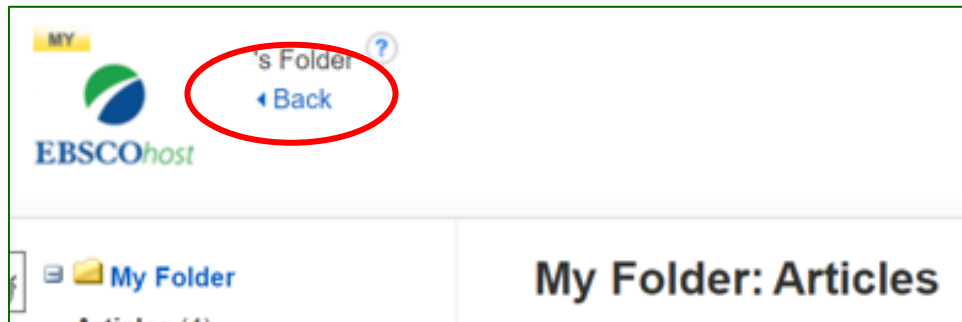 MY
's Folder ?
Back
EBSCOhost
My Folder
My Folder: Articles